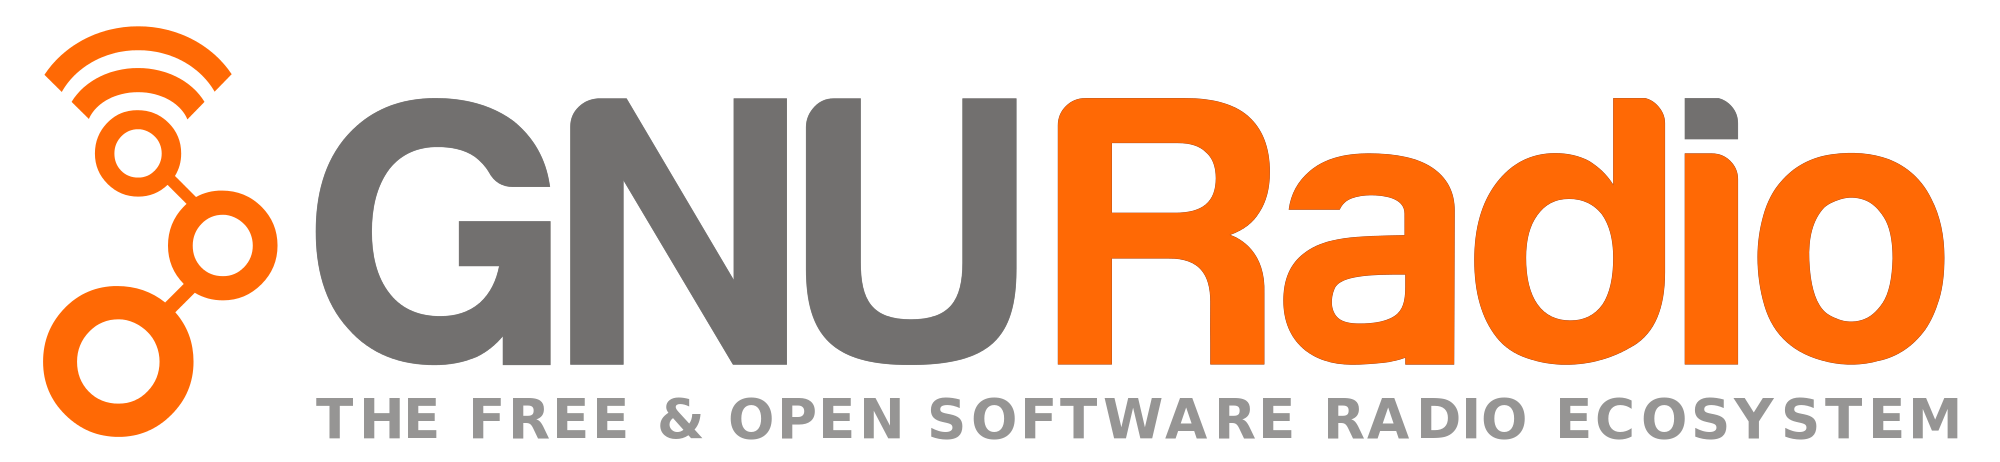 GNURadio
THE FREE & OPEN SOFTWARE RADIO ECOSYSTEM